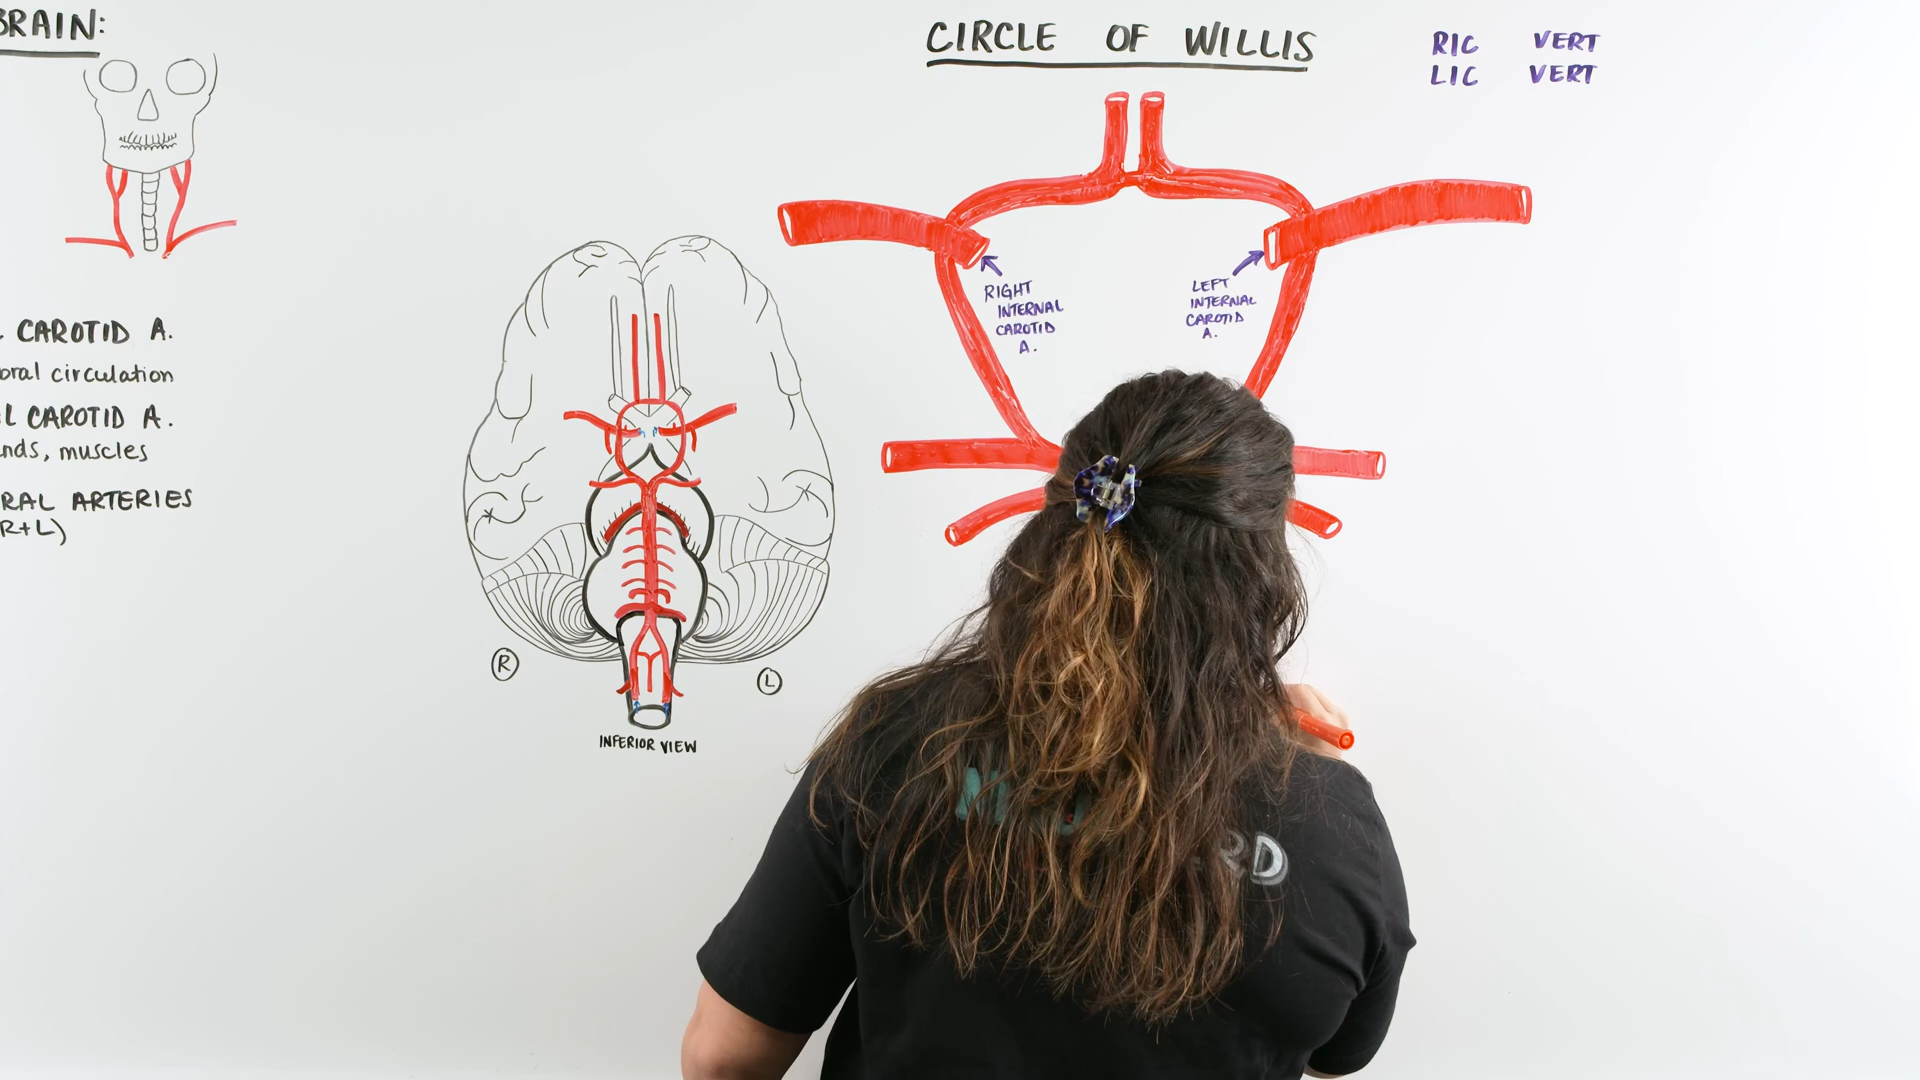 BRAIN:
CAROTID A.
oral circulation
L CAROTID A.
nds, muscles
RAL ARTERIES
(R+L)
R
L
INFERIOR VIEW
CIRCLE OF WILLIS
RIC VERT
LIC VERT
RIGHT
INTERNAL
CAROTID
A.
LEFT
INTERNAL
CAROTID
A.
RD